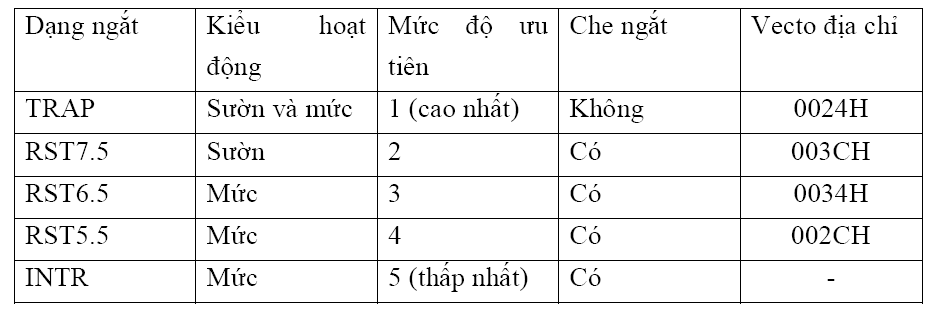 Dạng ngắt Kiểu hoạt động Mức độ ưu tiên Che ngắt Vecto địa chỉ
TRAP Sườn và mức 1 (cao nhất) Không 0024H
RST7.5 Sườn 2 Có 003CH
RST6.5 Mức 3 Có 0034H
RST5.5 Mức 4 Có 002CH
INTR Mức 5 (thấp nhất) Có -